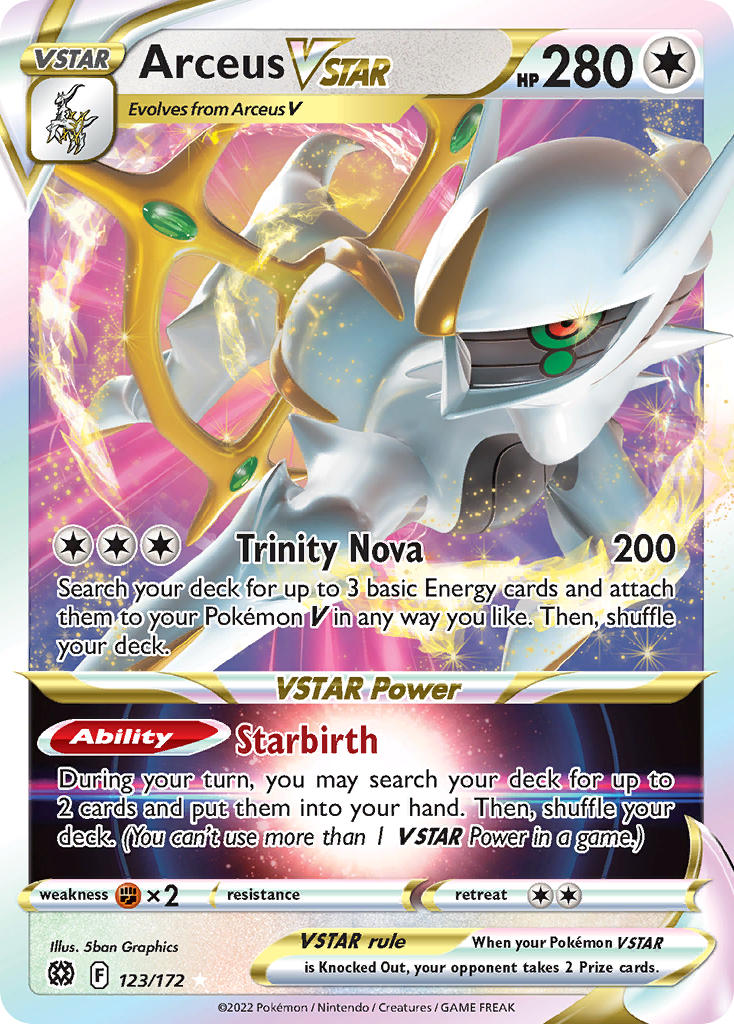 VSTAR
Arceus VSTAR
HP 280
Evolves from Arceus V
Trinity Nova 200
Search your deck for up to 3 basic Energy cards and attach
them to your Pokémon V in any way you like. Then, shuffle
your deck.
VSTAR Power
Ability Starbirth
During your turn, you may search your deck for up to
2 cards and put them into your hand. Then, shuffle your
deck. (You can't use more than 1 VSTAR Power in a game.)
weakness ×2 resistance retreat
Illus. 5ban Graphics
F 123/172
VSTAR rule When your Pokémon VSTAR
is Knocked Out, your opponent takes 2 Prize cards.
©2022 Pokémon / Nintendo / Creatures / GAME FREAK